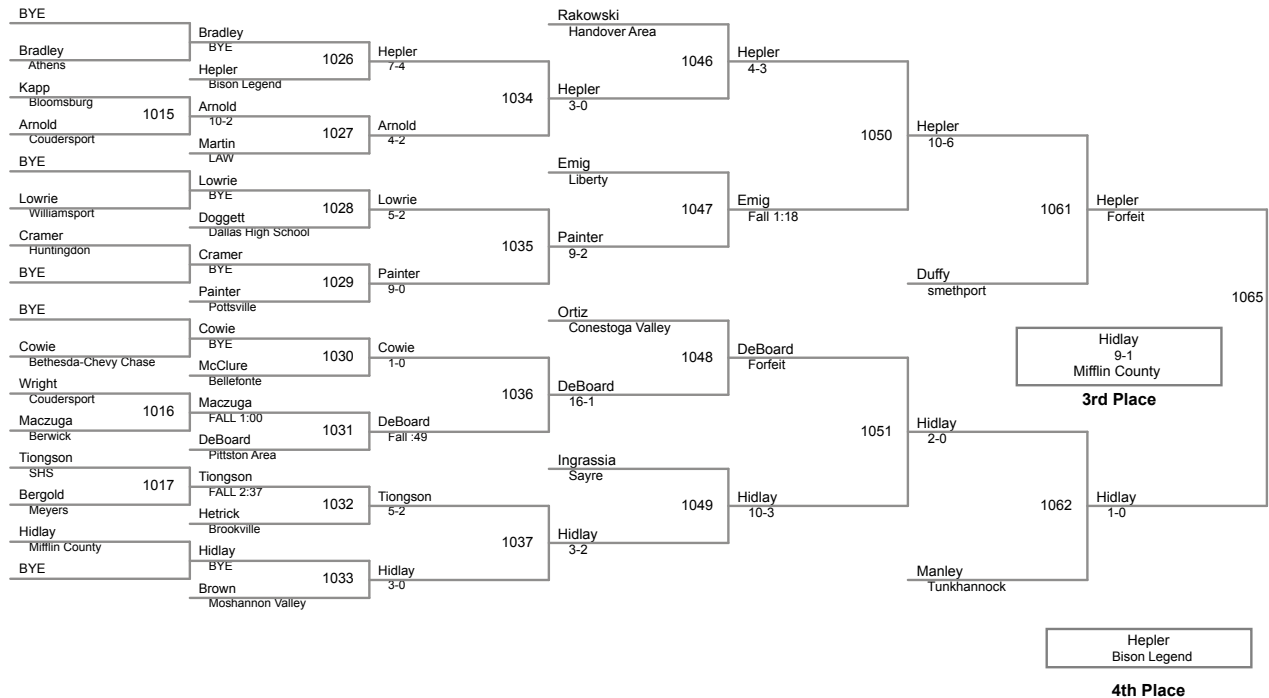 BYE
Bradley
Athens
Kapp
Bloomsburg
1015
Arnold
Coudersport
BYE
Lowrie
Williamsport
Cramer
Huntingdon
BYE
BYE
Cowie
Bethesda-Chevy Chase
Wright
Coudersport
1016
Maczuga
Berwick
Tiongson
SHS
1017
Bergold
Meyers
Hidlay
Mifflin County
BYE
Bradley
BYE
1026
Hepler
Bison Legend
Arnold
10-2
1027
Martin
LAW
Lowrie
BYE
1028
Doggett
Dallas High School
Cramer
BYE
1029
Painter
Pottsville
Cowie
BYE
1030
McClure
Bellefonte
Maczuga
FALL 1:00
1031
DeBoard
Pittston Area
Tiongson
FALL 2:37
1032
Hetrick
Brookville
Hidlay
BYE
1033
Brown
Moshannon Valley
Hepler
7-4
1034
Arnold
4-2
Lowrie
5-2
1035
Painter
9-0
Cowie
1-0
1036
DeBoard
Fall :49
Tiongson
5-2
1037
Hidlay
3-0
Rakowski
Handover Area
1046
Hepler
3-0
Emig
Liberty
1047
Painter
9-2
Ortiz
Conestoga Valley
1048
DeBoard
16-1
Ingrassia
Sayre
1049
Hidlay
3-2
Hepler
4-3
1050
Emig
Fall 1:18
DeBoard
Forfeit
1051
Hidlay
10-3
Hepler
10-6
1061
Duffy
smethport
Hidlay
2-0
1062
Manley
Tunkhannock
Hepler
Forfeit
1065
Hidlay
1-0
Hidlay
9-1
Mifflin County
3rd Place
Hepler
Bison Legend
4th Place